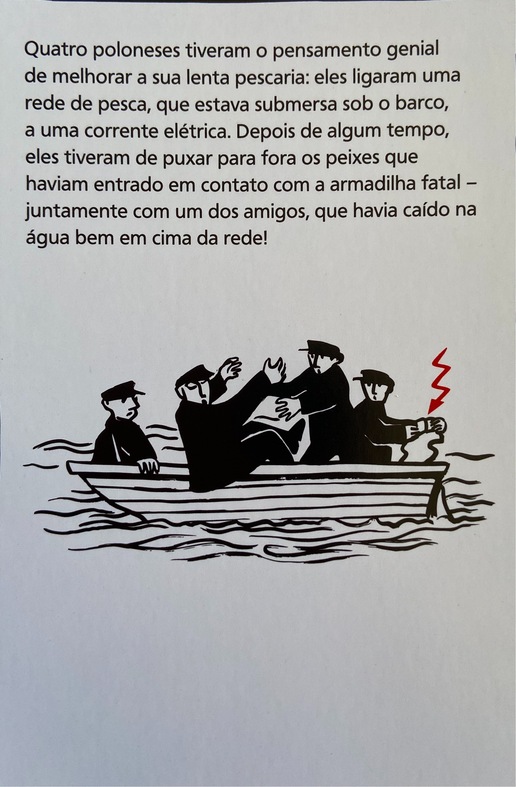 Quatro poloneses tiveram o pensamento genial
de melhorar a sua lenta pescaria: eles ligaram uma
rede de pesca, que estava submersa sob o barco,
a uma corrente elétrica. Depois de algum tempo,
eles tiveram de puxar para fora os peixes que
haviam entrado em contato com a armadilha fatal –
juntamente com um dos amigos, que havia caído na
água bem em cima da rede!